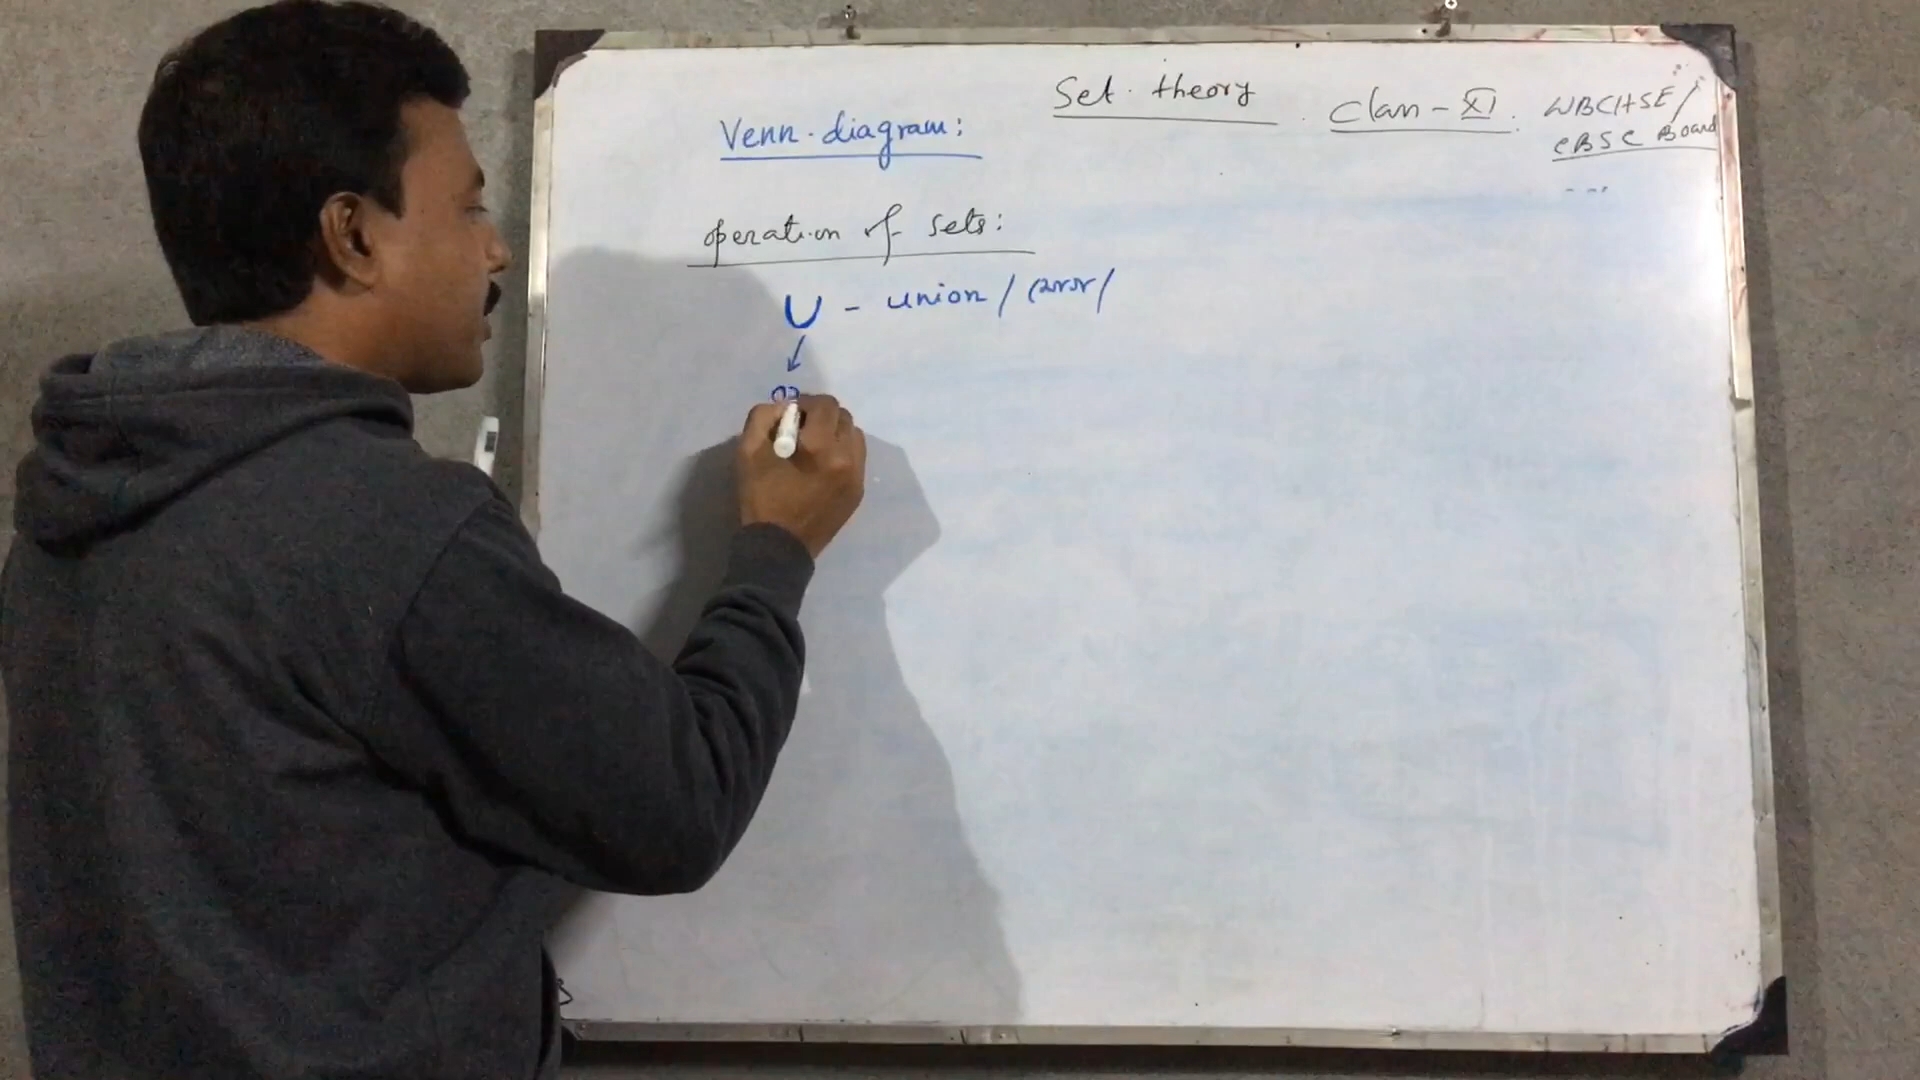 Set theory
Class - XI
WBCHSE/
CBSE Board
Venn diagram:
operation of sets:
U - union /